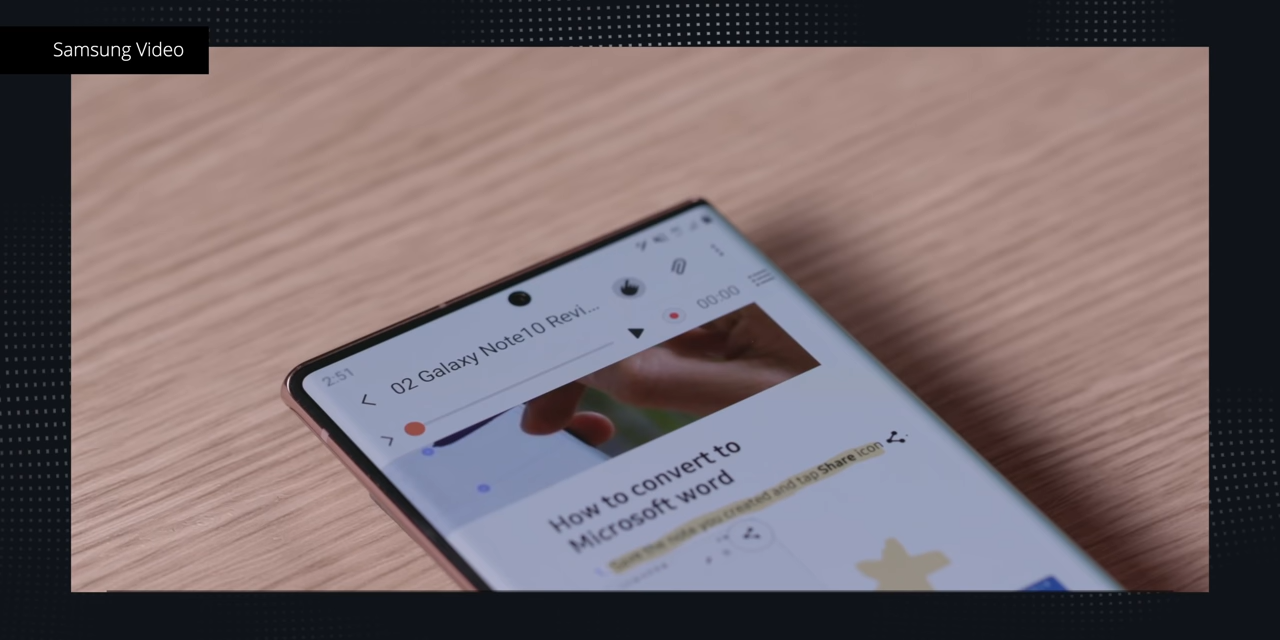 Samsung Video
2:51
02 Galaxy Note10 Revi...
00:00
How to convert to
Microsoft word
Save the note you created and tap Share icon